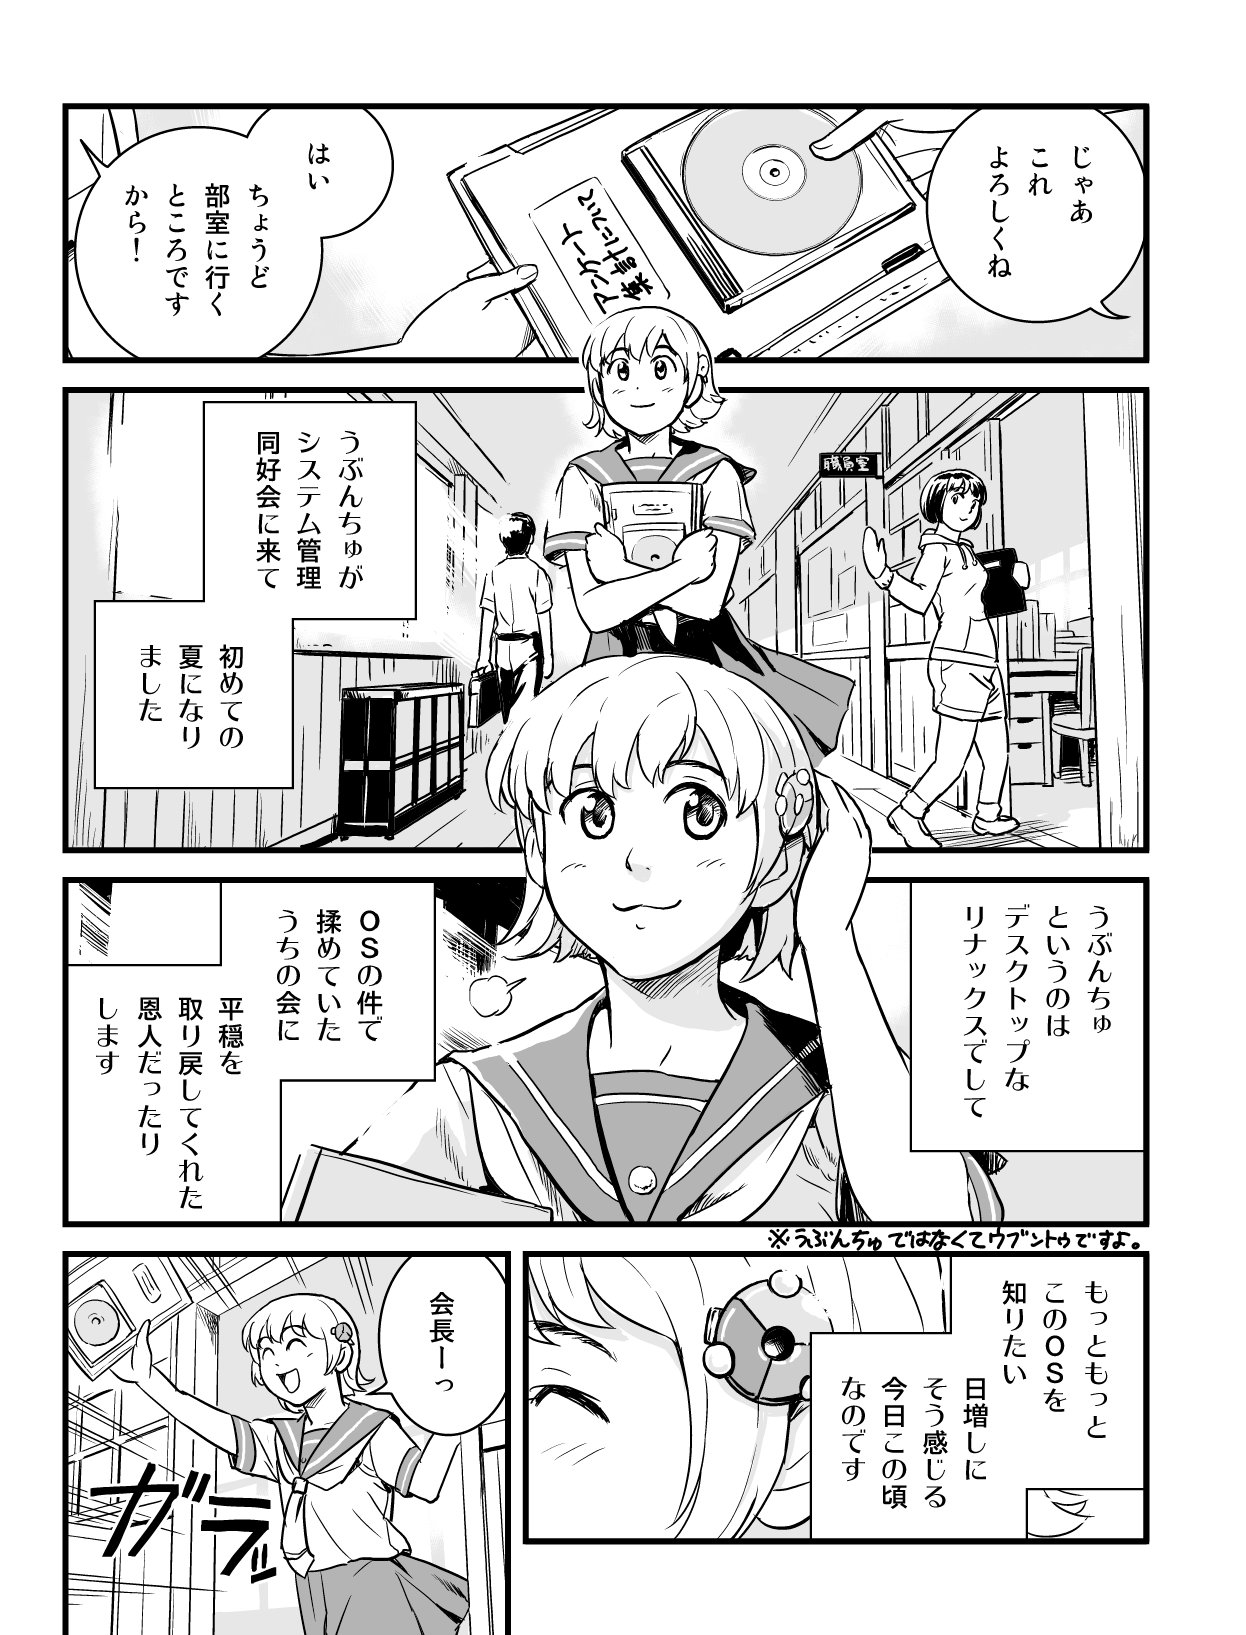 じゃあ
これ
よろしくね
アンケート
集計について
はい
ちょうど
部室に行く
ところです
から!
職員室
うぶんちゅが
システム管理
同好会に来て
初めての
夏になり
ました
うぶんちゅ
というのは
デスクトップな
リナックスでして
OSの件で
揉めていた
うちの会に
平穏を
取り戻してくれた
恩人だったり
します
※うぶんちゅではなくてウブントゥですよ。
もっともっと
このOSを
知りたい
日増しに
そう感じる
今日この頃
なのです
会長ーっ
ガラッ